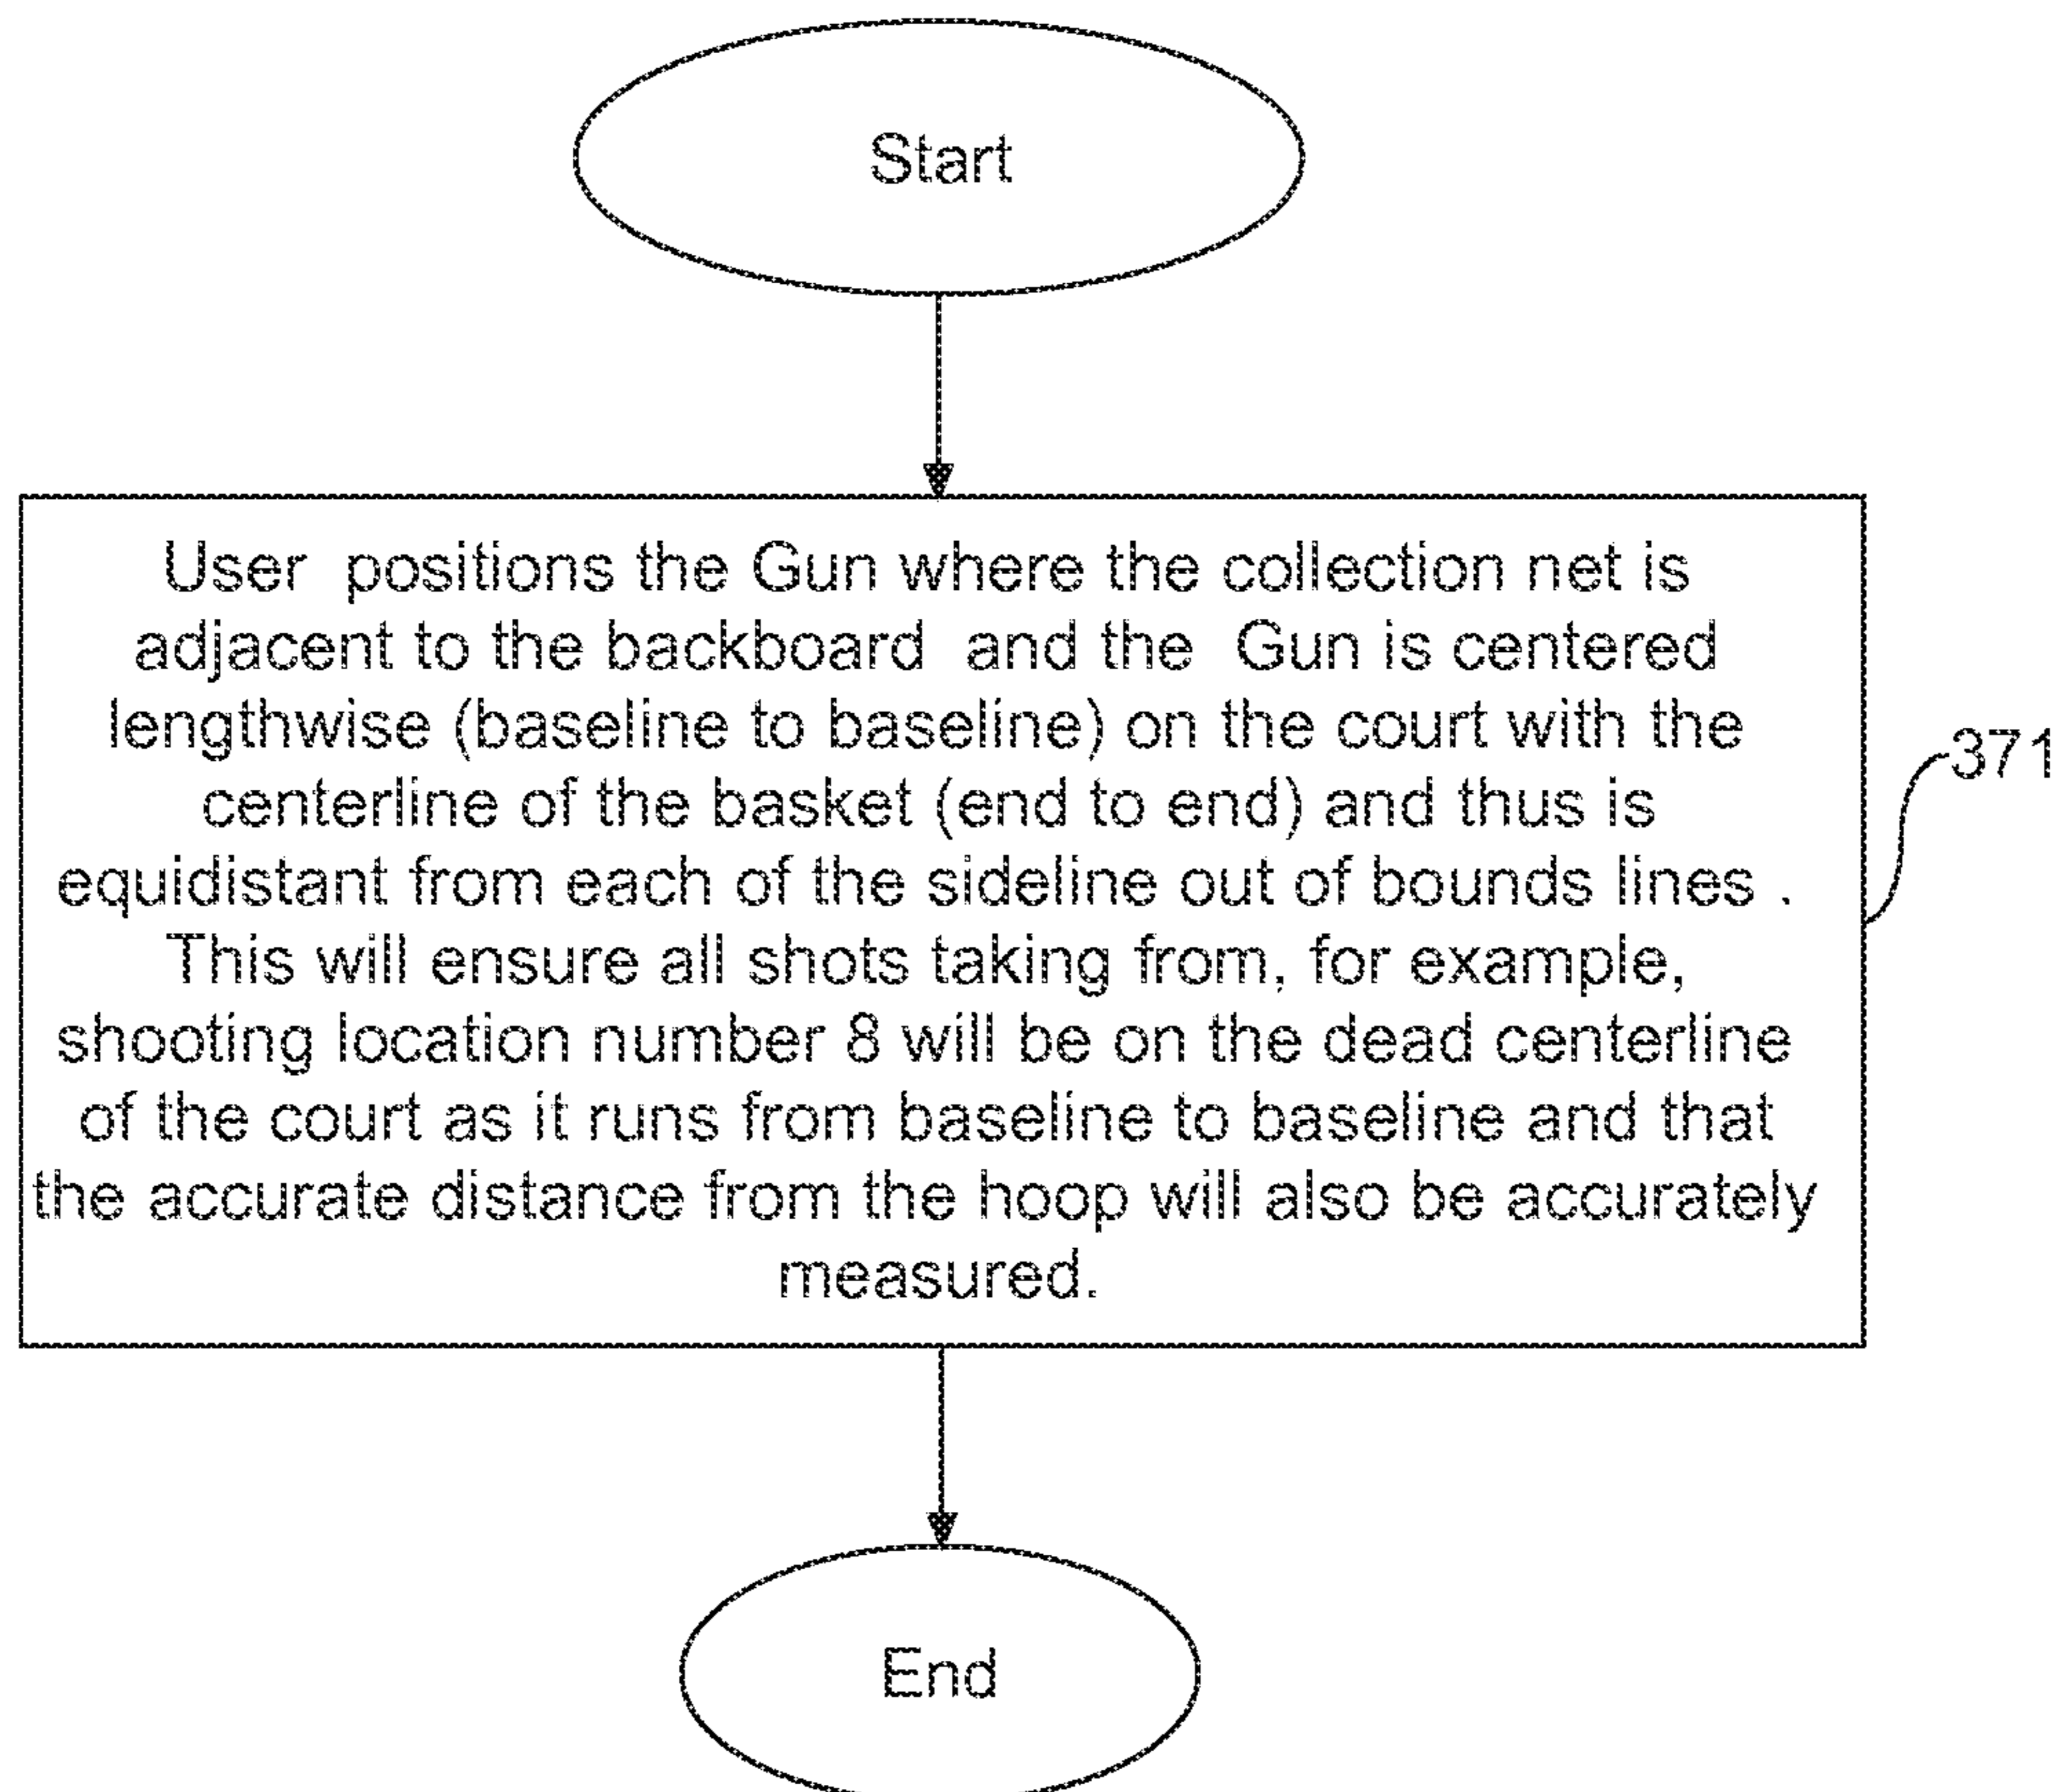 Start
User positions the Gun where the collection net is
adjacent to the backboard and the Gun is centered
lengthwise (baseline to baseline) on the court with the
centerline of the basket (end to end) and thus is
equidistant from each of the sideline out of bounds lines .
This will ensure all shots taking from, for example,
shooting location number 8 will be on the dead centerline
of the court as it runs from baseline to baseline and that
the accurate distance from the hoop will also be accurately
measured.
371
End